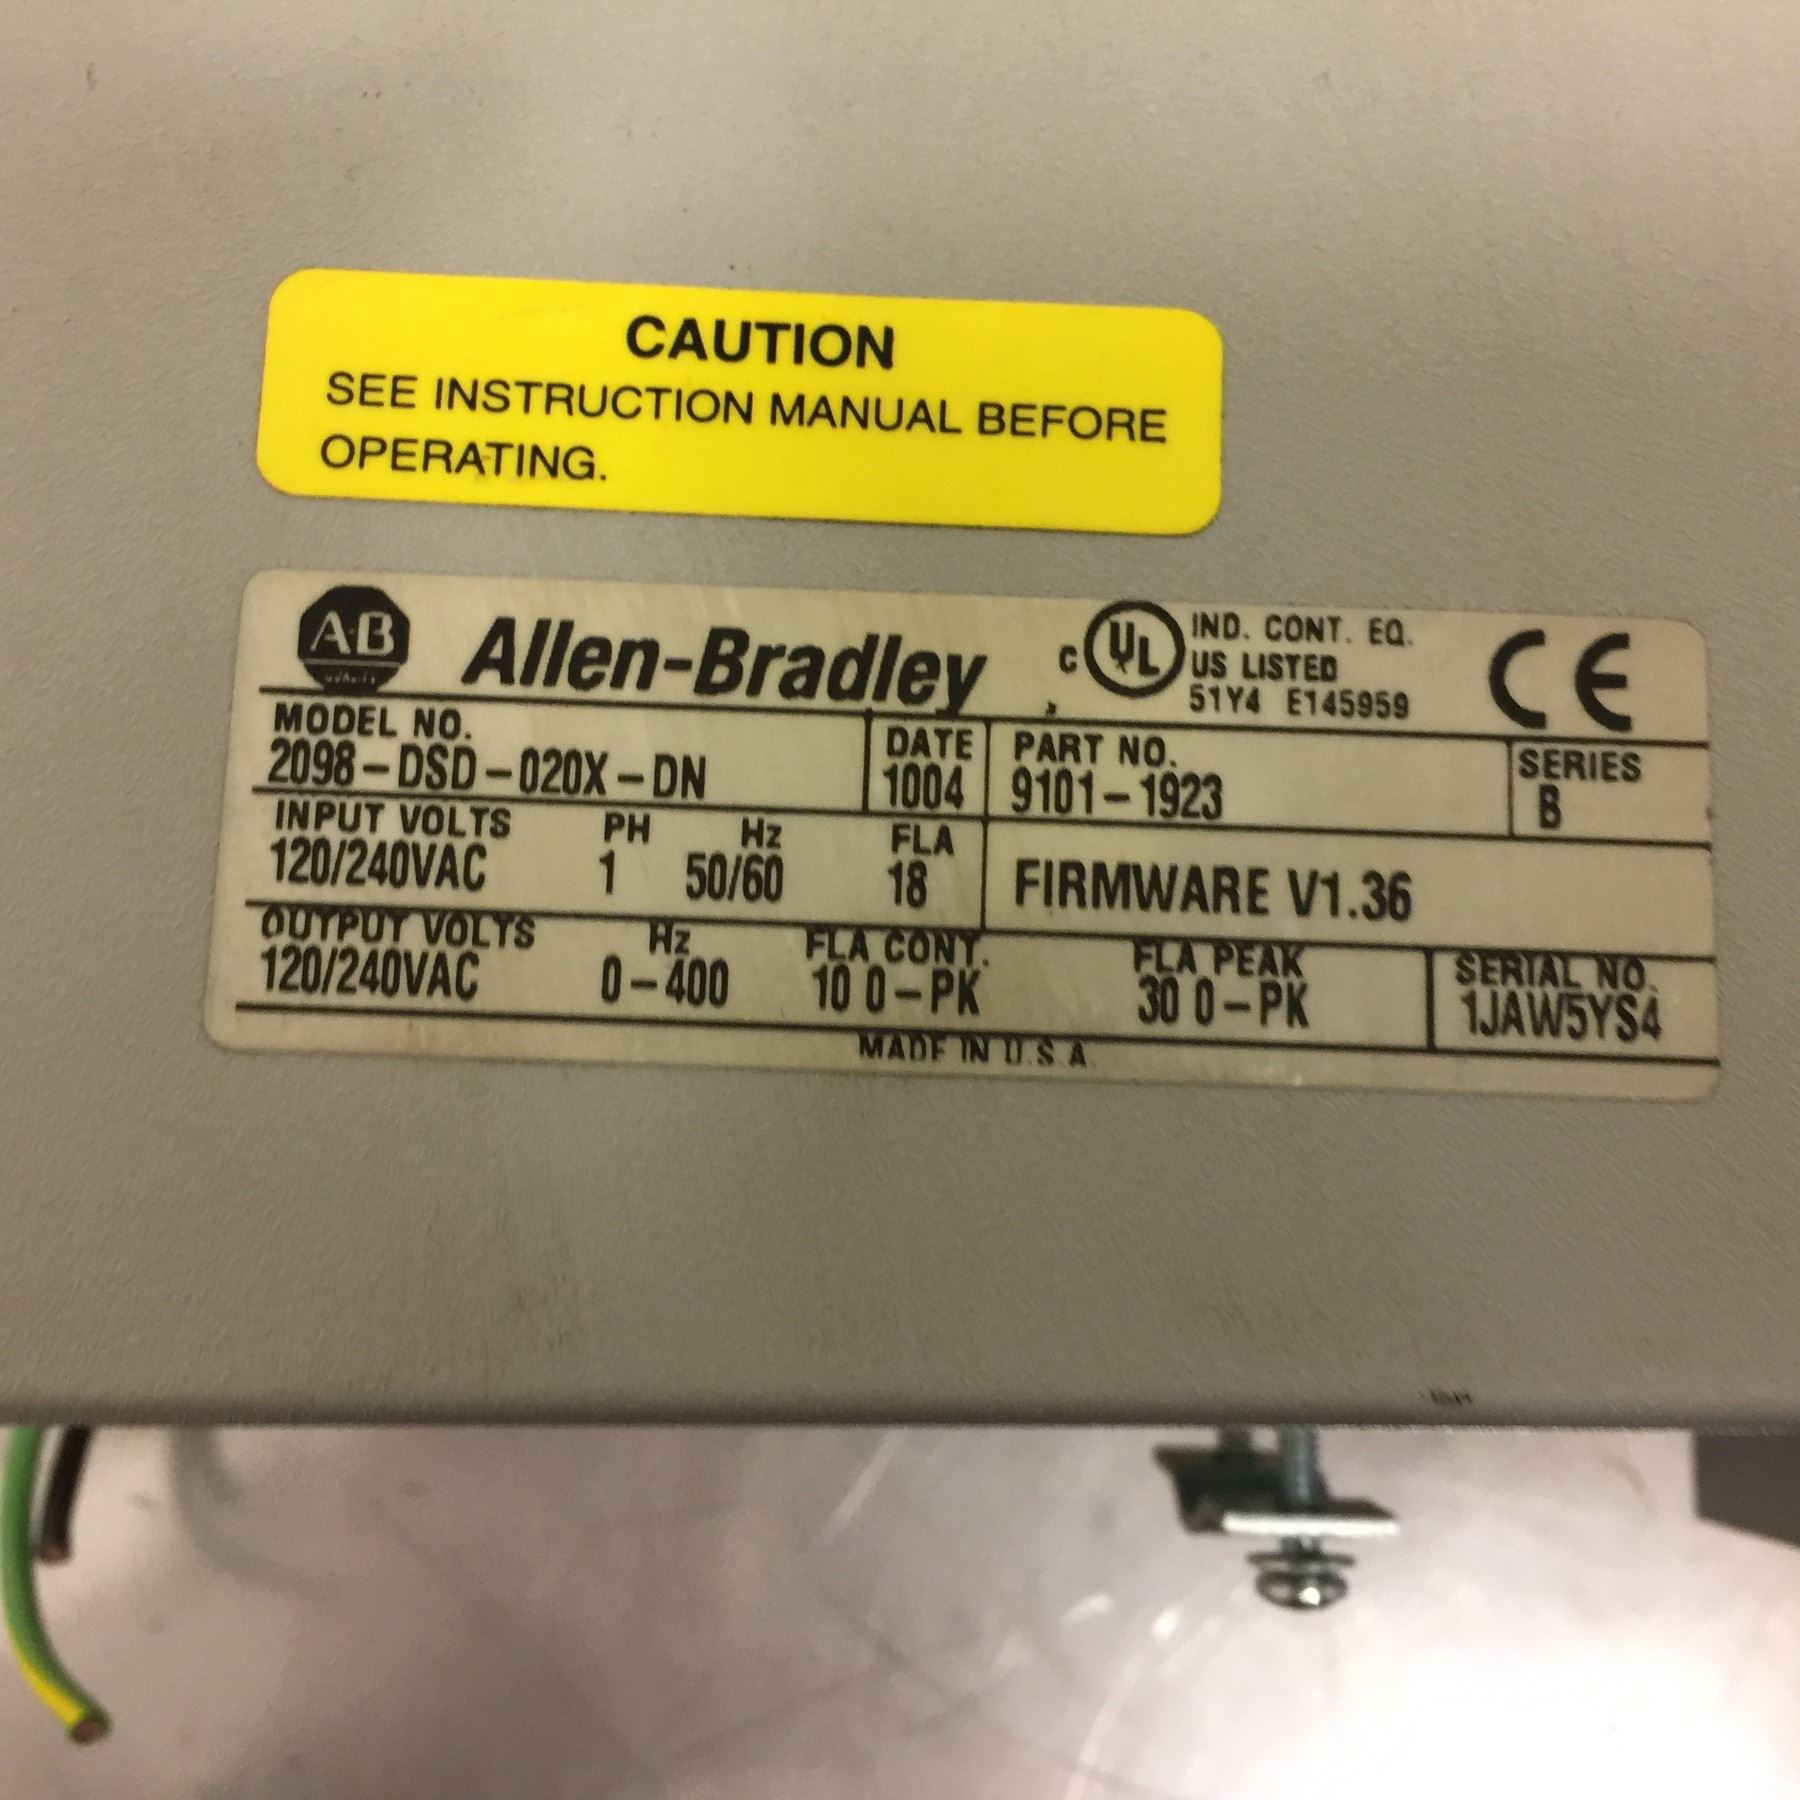 CAUTION
SEE INSTRUCTION MANUAL BEFORE
OPERATING.
A·B Allen-Bradley c UL IND. CONT. EQ.
US LISTED
51Y4 E145959 CE
MODEL NO. DATE PART NO. SERIES
2098-DSD-020X-DN 1004 9101-1923 B
INPUT VOLTS PH Hz FLA
120/240VAC 1 50/60 18 FIRMWARE V1.36
OUTPUT VOLTS Hz FLA CONT. FLA PEAK SERIAL NO.
120/240VAC 0-400 10 0-PK 30 0-PK 1JAW5YS4
MADE IN U.S.A.